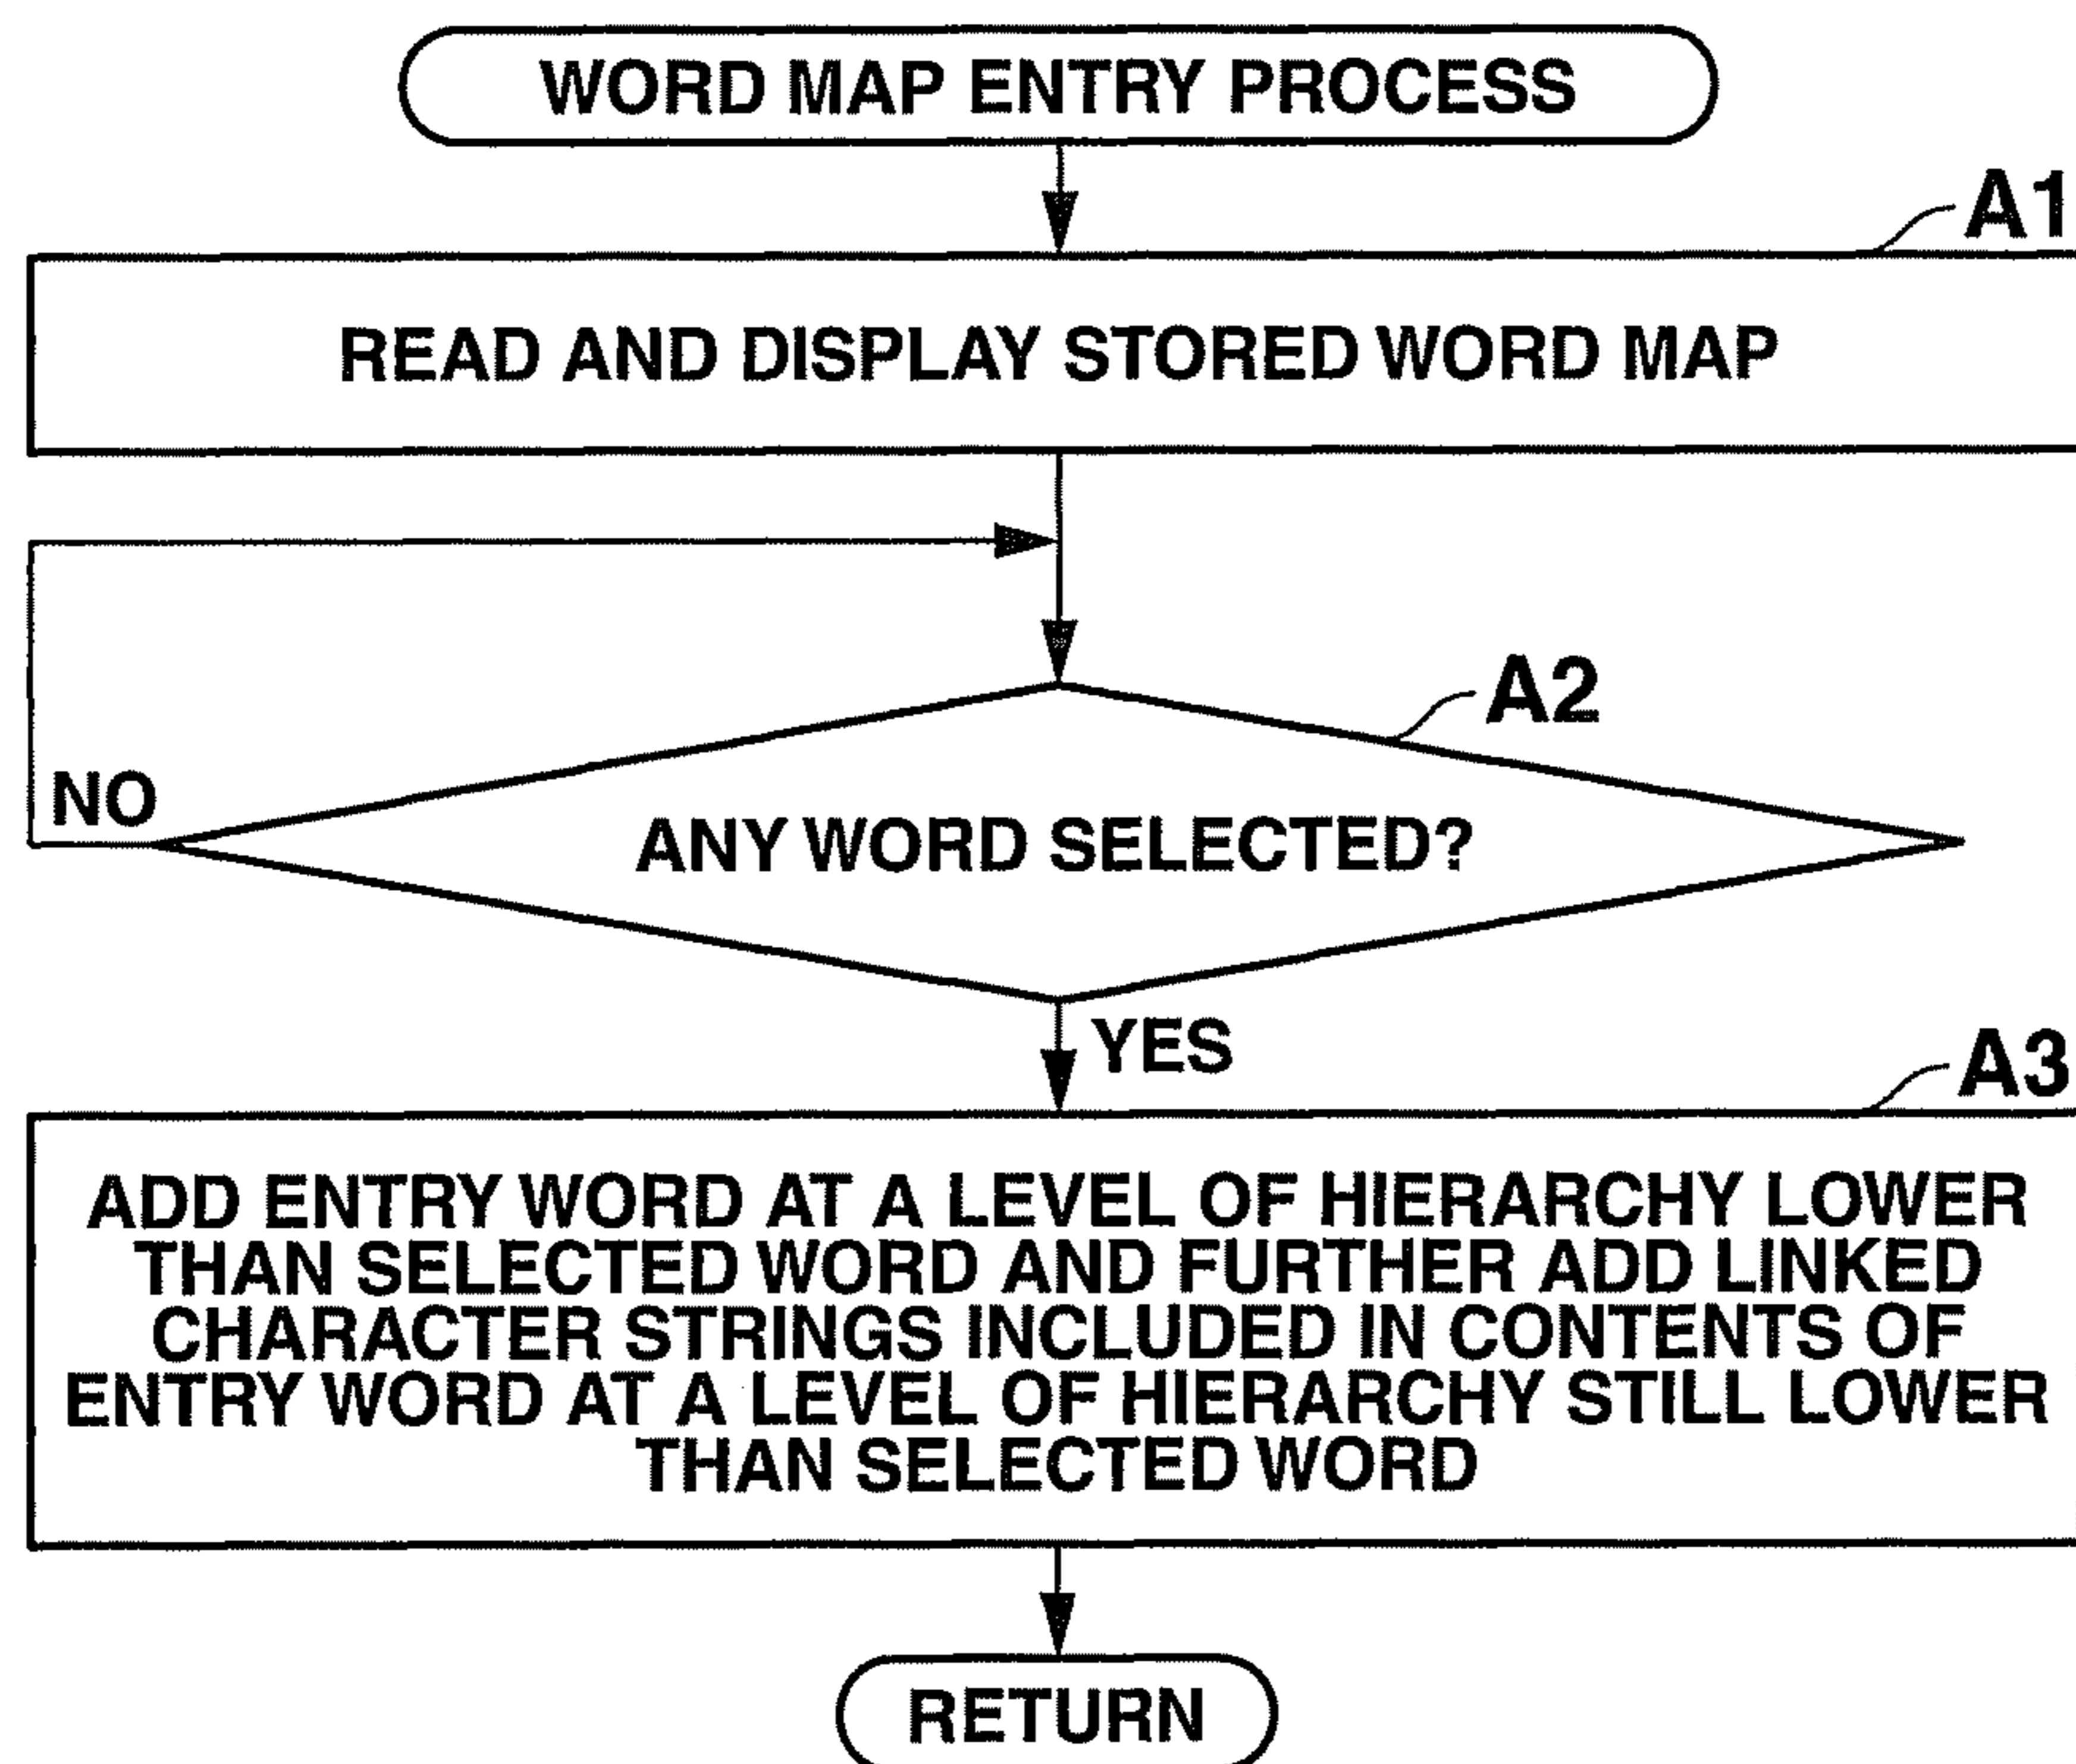 WORD MAP ENTRY PROCESS
A1
READ AND DISPLAY STORED WORD MAP
A2
NO
ANY WORD SELECTED?
YES
A3
ADD ENTRY WORD AT A LEVEL OF HIERARCHY LOWER
THAN SELECTED WORD AND FURTHER ADD LINKED
CHARACTER STRINGS INCLUDED IN CONTENTS OF
ENTRY WORD AT A LEVEL OF HIERARCHY STILL LOWER
THAN SELECTED WORD
RETURN